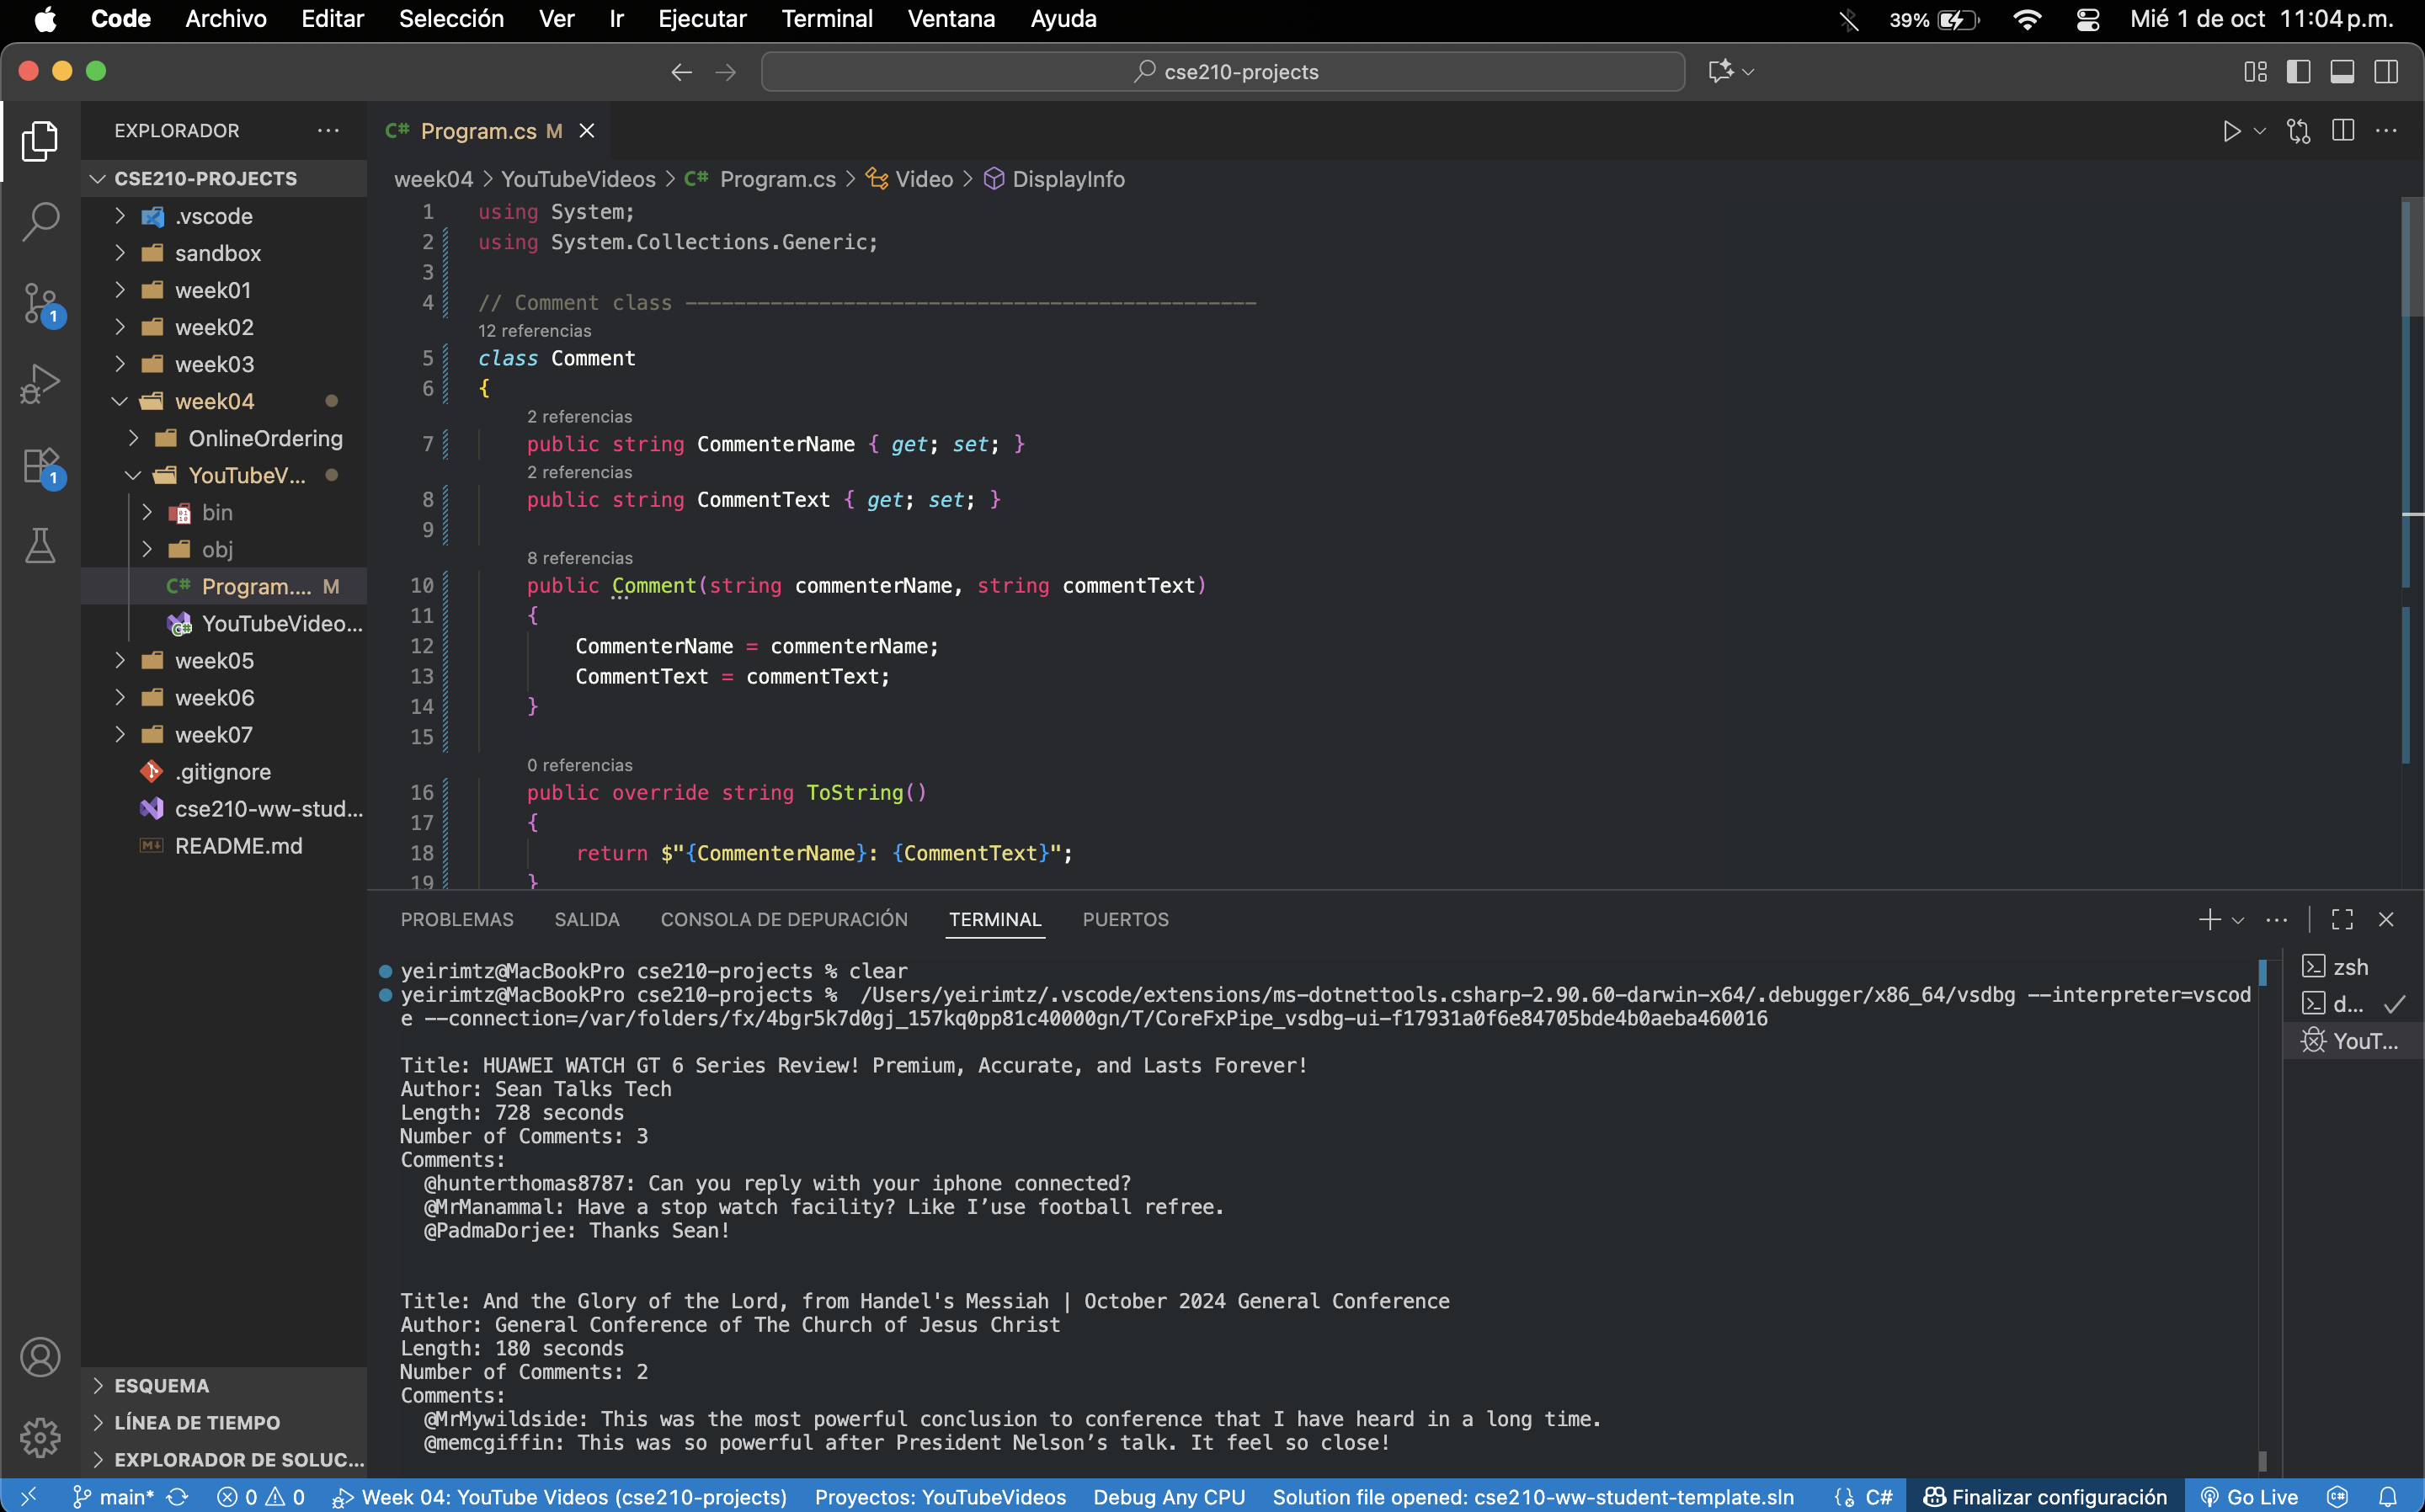 Code Archivo Editar Selección Ver Ir Ejecutar Terminal Ventana Ayuda 39% Mié 1 de oct 11:04 p.m.
cse210-projects
EXPLORADOR
CSE210-PROJECTS
.vscode
sandbox
week01
week02
week03
week04
OnlineOrdering
YouTubeV...
bin
obj
C# Program.... M
YouTubeVideo...
week05
week06
week07
.gitignore
cse210-ww-stud...
README.md
ESQUEMA
LÍNEA DE TIEMPO
EXPLORADOR DE SOLUC...
1
1
C# Program.cs M
week04 > YouTubeVideos > C# Program.cs > Video > DisplayInfo
1 using System;
2 using System.Collections.Generic;
3
4 // Comment class -----------------------------------------------
12 referencias
5 class Comment
6 {
2 referencias
7 public string CommenterName { get; set; }
2 referencias
8 public string CommentText { get; set; }
9
8 referencias
10 public Comment(string commenterName, string commentText)
11 {
12 CommenterName = commenterName;
13 CommentText = commentText;
14 }
15
0 referencias
16 public override string ToString()
17 {
18 return $"{CommenterName}: {CommentText}";
19 }
PROBLEMAS SALIDA CONSOLA DE DEPURACIÓN TERMINAL PUERTOS
yeirimtz@MacBookPro cse210-projects % clear
yeirimtz@MacBookPro cse210-projects % /Users/yeirimtz/.vscode/extensions/ms-dotnettools.csharp-2.90.60-darwin-x64/.debugger/x86_64/vsdbg --interpreter=vscod
e --connection=/var/folders/fx/4bgr5k7d0gj_157kq0pp81c40000gn/T/CoreFxPipe_vsdbg-ui-f17931a0f6e84705bde4b0aeba460016
Title: HUAWEI WATCH GT 6 Series Review! Premium, Accurate, and Lasts Forever!
Author: Sean Talks Tech
Length: 728 seconds
Number of Comments: 3
Comments:
@hunterthomas8787: Can you reply with your iphone connected?
@MrManammal: Have a stop watch facility? Like I’use football refree.
@PadmaDorjee: Thanks Sean!
Title: And the Glory of the Lord, from Handel's Messiah | October 2024 General Conference
Author: General Conference of The Church of Jesus Christ
Length: 180 seconds
Number of Comments: 2
Comments:
@MrMywildside: This was the most powerful conclusion to conference that I have heard in a long time.
@memcgiffin: This was so powerful after President Nelson’s talk. It feel so close!
zsh
d...
YouT...
main* 0 0 Week 04: YouTube Videos (cse210-projects) Proyectos: YouTubeVideos Debug Any CPU Solution file opened: cse210-ww-student-template.sln C# Finalizar configuración Go Live